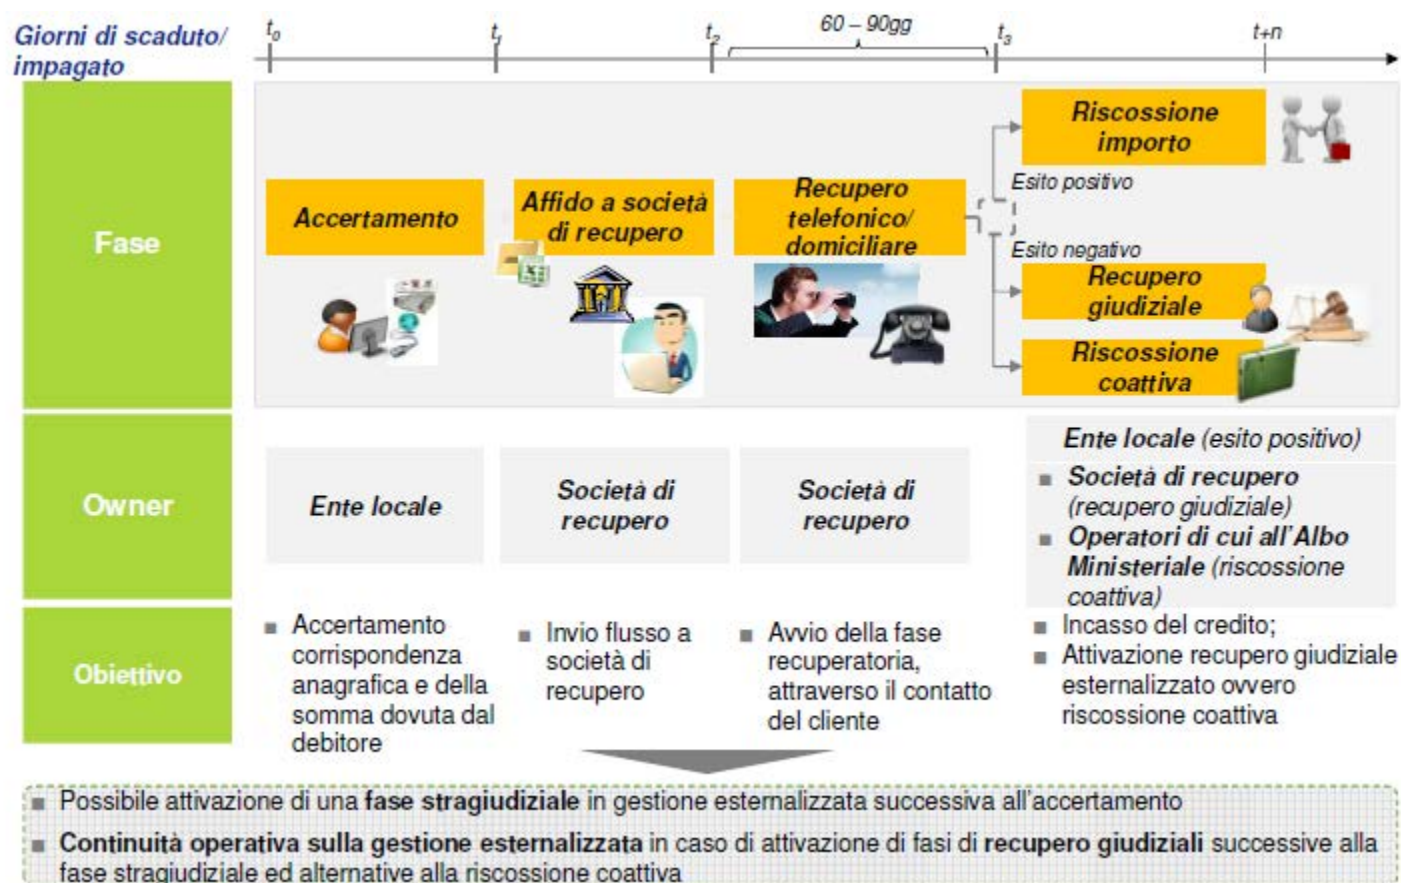 Giorni di scaduto/
impagato
t0
t1
t2
60 – 90gg
t3
t+n
Fase
Accertamento
Affido a società
di recupero
Recupero
telefonico/
domiciliare
Riscossione
importo
Esito positivo
Esito negativo
Recupero
giudiziale
Riscossione
coattiva
Owner
Ente locale
Società di
recupero
Società di
recupero
Ente locale (esito positivo)
■ Società di recupero
(recupero giudiziale)
■ Operatori di cui all'Albo
Ministeriale (riscossione
coattiva)
Obiettivo
■ Accertamento
corrispondenza
anagrafica e della
somma dovuta dal
debitore
■ Invio flusso a
società di
recupero
■ Avvio della fase
recuperatoria,
attraverso il contatto
del cliente
■ Incasso del credito;
■ Attivazione recupero giudiziale
esternalizzato ovvero
riscossione coattiva
■ Possibile attivazione di una fase stragiudiziale in gestione esternalizzata successiva all'accertamento
■ Continuità operativa sulla gestione esternalizzata in caso di attivazione di fasi di recupero giudiziali successive alla
fase stragiudiziale ed alternative alla riscossione coattiva